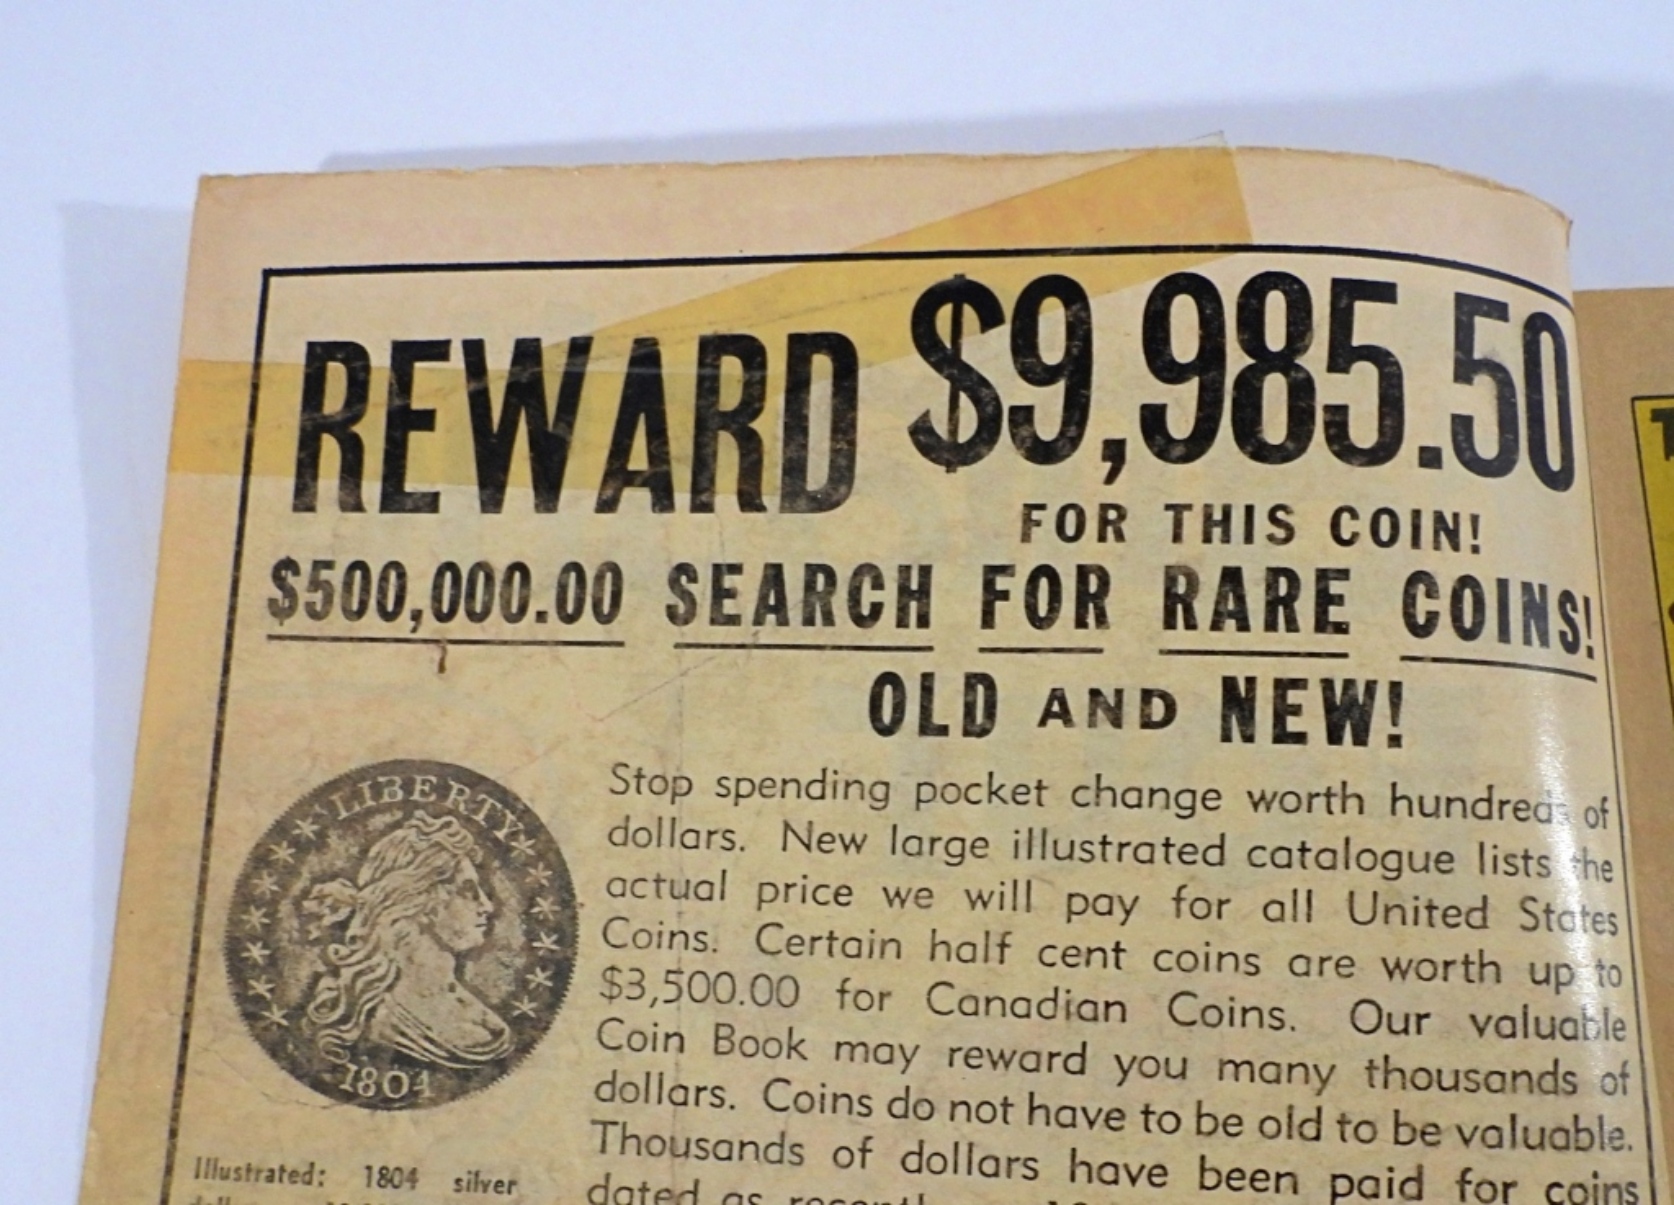 REWARD $9,985.50
FOR THIS COIN!
$500,000.00 SEARCH FOR RARE COINS!
OLD AND NEW!
LIBERTY
1804
Illustrated: 1804 silver
Stop spending pocket change worth hundreds of
dollars. New large illustrated catalogue lists the
actual price we will pay for all United States
Coins. Certain half cent coins are worth up to
$3,500.00 for Canadian Coins. Our valuable
Coin Book may reward you many thousands of
dollars. Coins do not have to be old to be valuable.
Thousands of dollars have been paid for coins
dated as